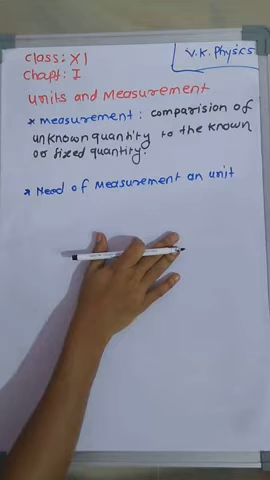 Class: XI
Chapt: I
V.K. Physics
Units and Measurement
* Measurement: comparision of
unknown quantity to the known
or fixed quantity.
* Need of Measurement an unit